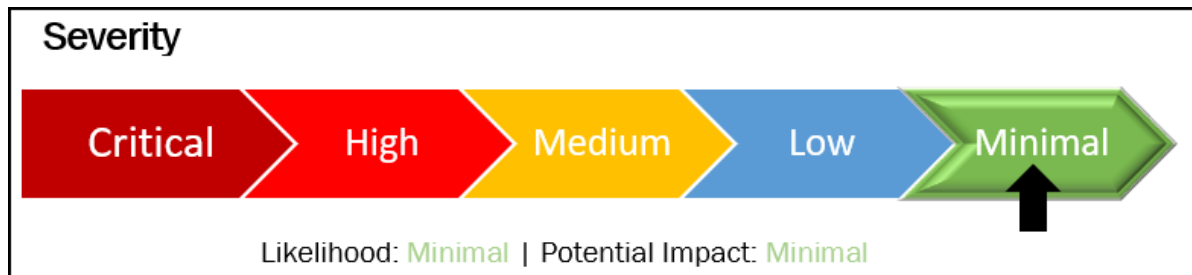 Severity
Critical High Medium Low Minimal
Likelihood: Minimal | Potential Impact: Minimal